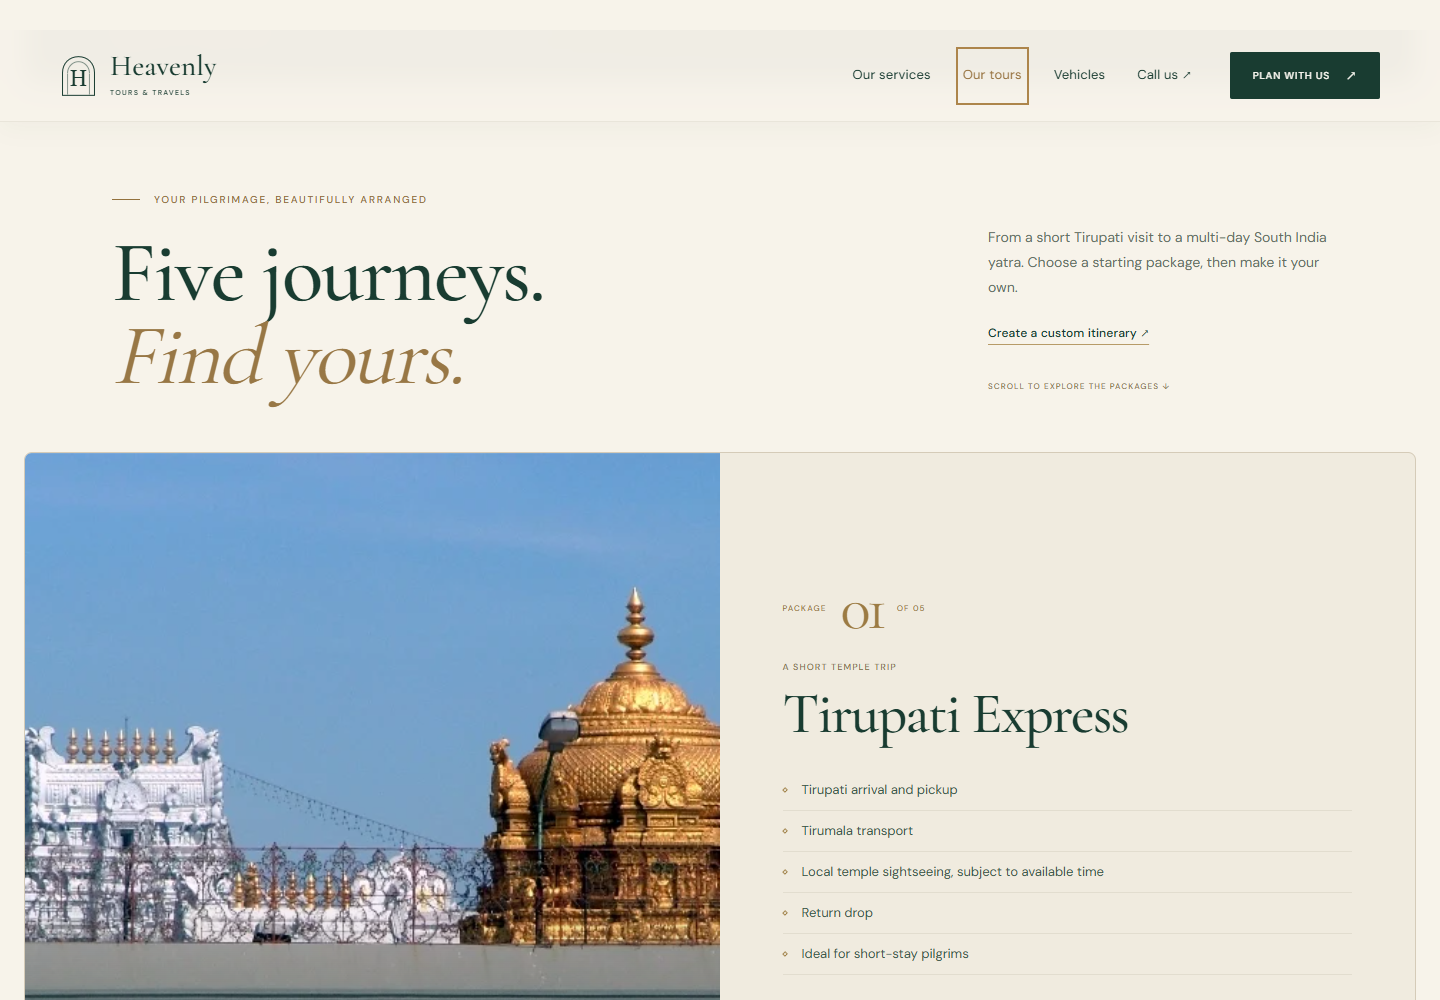 H
Heavenly
TOURS & TRAVELS
Our services
Our tours
Vehicles
Call us ↗
PLAN WITH US ↗
YOUR PILGRIMAGE, BEAUTIFULLY ARRANGED
Five journeys.
Find yours.
From a short Tirupati visit to a multi-day South India
yatra. Choose a starting package, then make it your
own.
Create a custom itinerary ↗
SCROLL TO EXPLORE THE PACKAGES ↓
PACKAGE 01 OF 05
A SHORT TEMPLE TRIP
Tirupati Express
Tirupati arrival and pickup
Tirumala transport
Local temple sightseeing, subject to available time
Return drop
Ideal for short-stay pilgrims